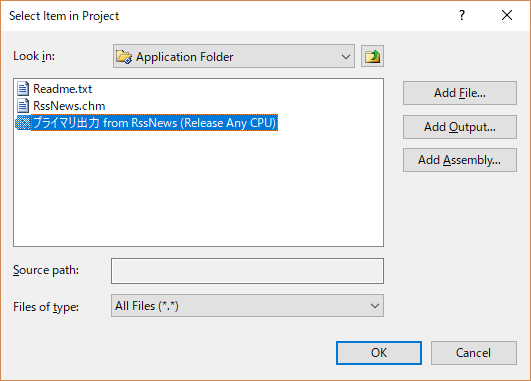 Select Item in Project
Look in: Application Folder
Readme.txt
RssNews.chm
プライマリ出力 from RssNews (Release Any CPU)
Add File...
Add Output...
Add Assembly...
Source path:
Files of type: All Files (*.*)
OK Cancel